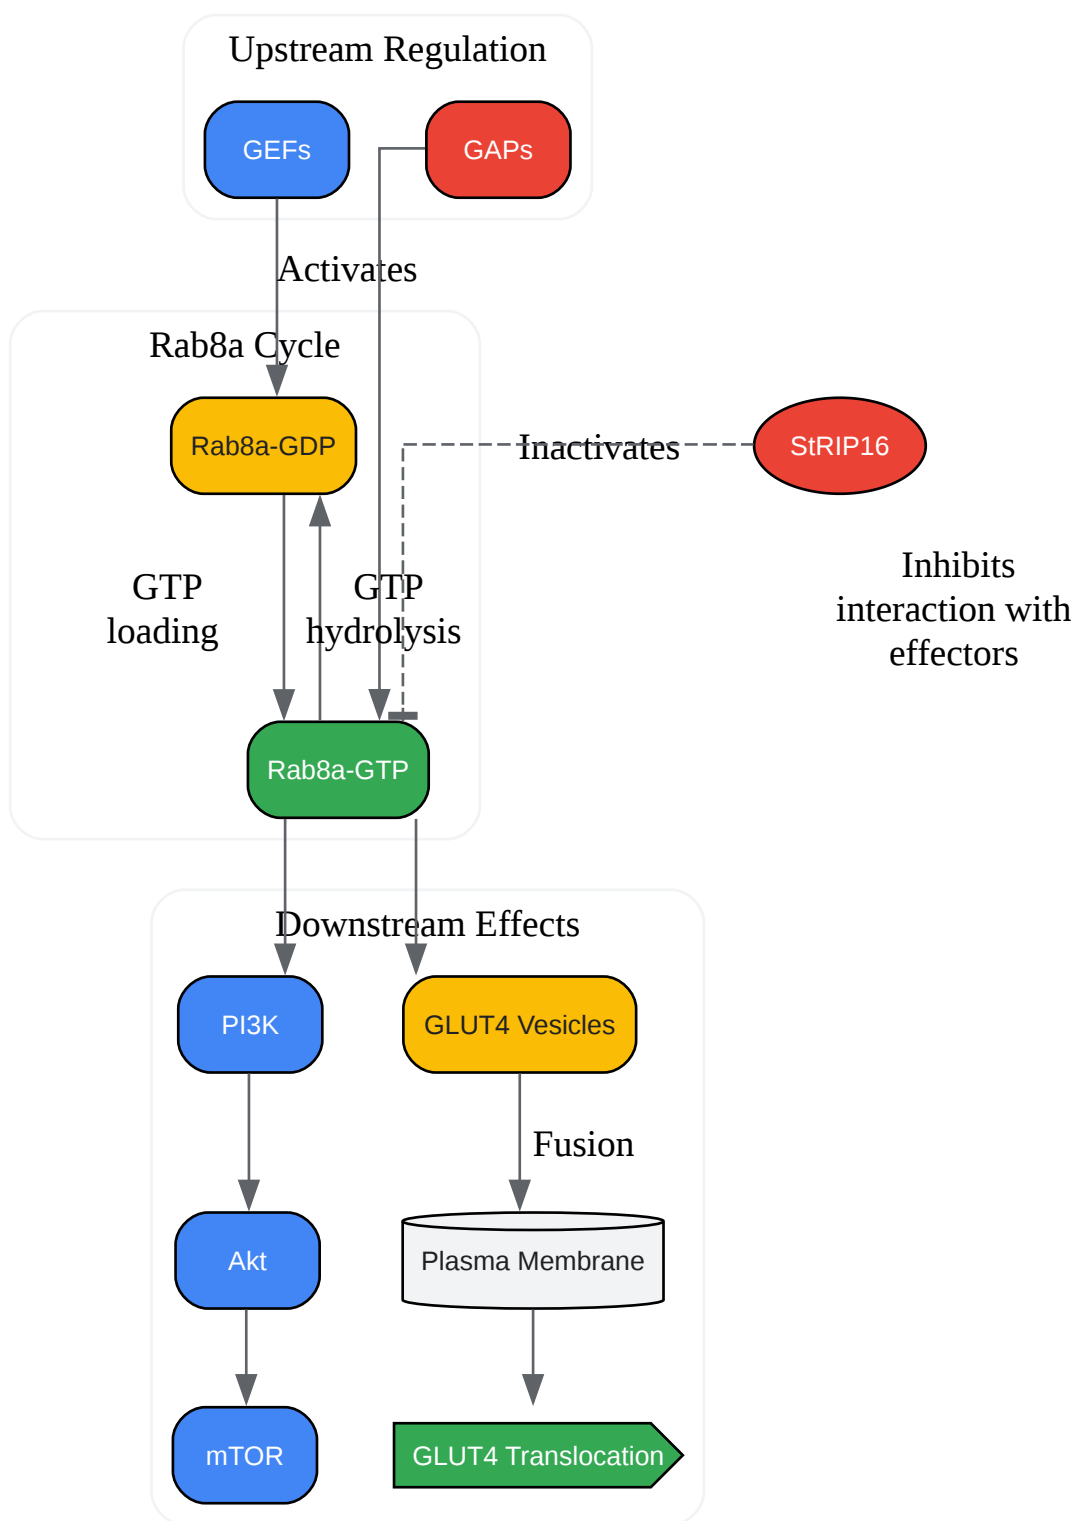 Upstream Regulation
GEFs
GAPs
Activates
Rab8a Cycle
Rab8a-GDP
Inactivates
StRIP16
GTP
loading
GTP
hydrolysis
Inhibits
interaction with
effectors
Rab8a-GTP
Downstream Effects
PI3K
GLUT4 Vesicles
Fusion
Akt
Plasma Membrane
mTOR
GLUT4 Translocation